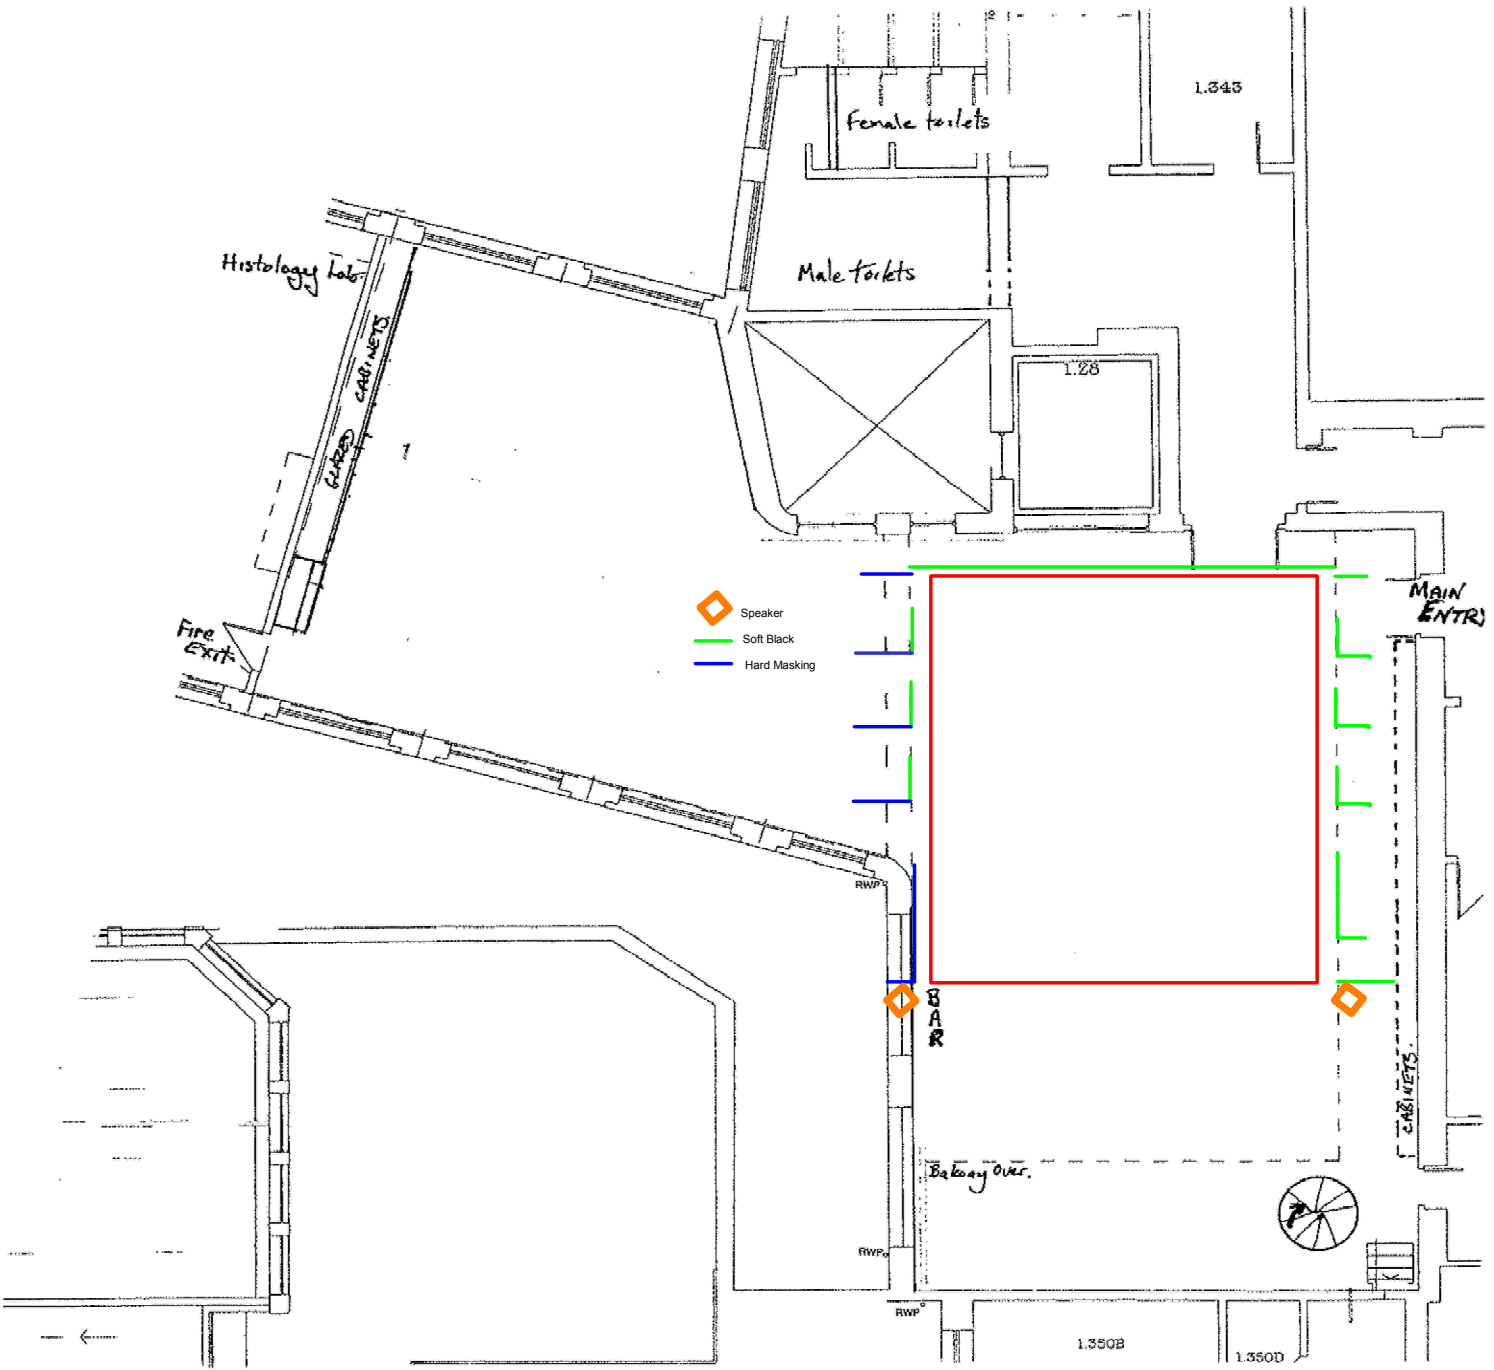 1.343
Female toilets
Histology Lab.
Male toilets
GLAZED CABINETS.
1.28
1
MAIN
ENTRY
Speaker
Soft Black
Hard Masking
Fire
Exit
RWP
B
A
R
CABINETS.
Balcony Over.
RWP
RWP
1.350B
1.350D